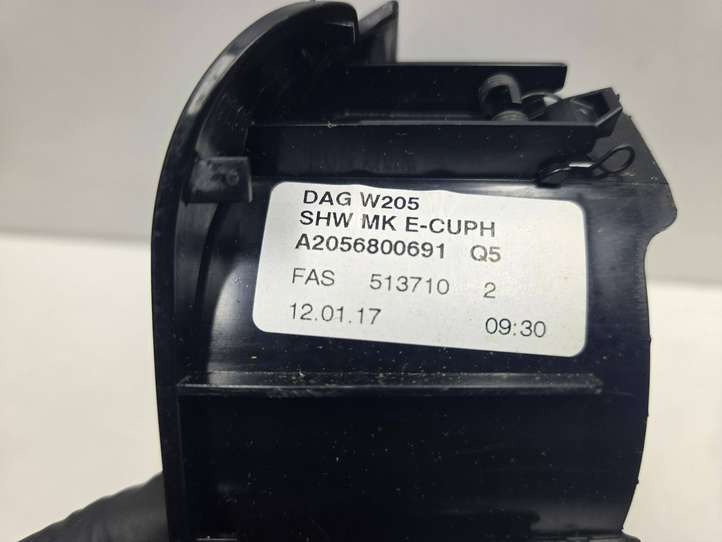 DAG W205
SHW MK E-CUPH
A2056800691 Q5
FAS 513710 2
12.01.17 09:30